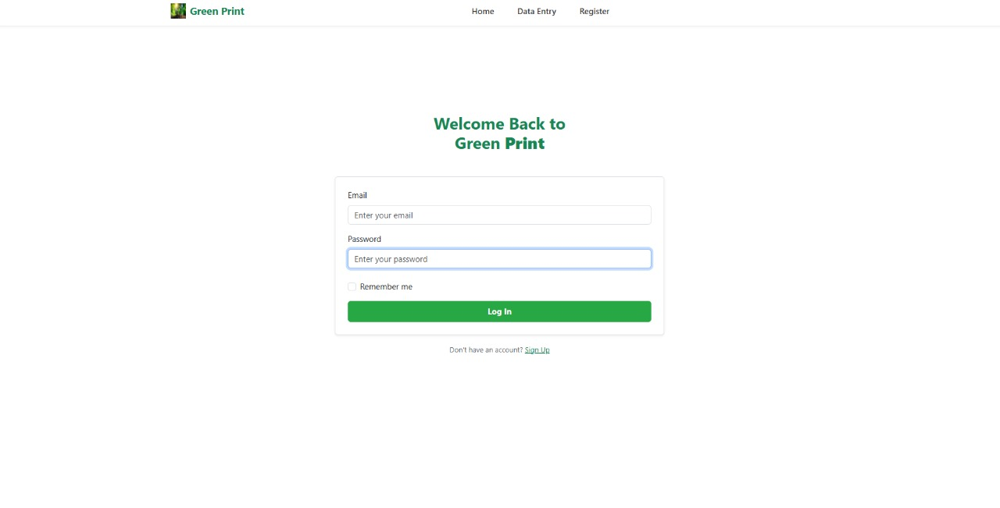 Green Print
Home Data Entry Register
Welcome Back to
Green Print
Email
Enter your email
Password
Enter your password
Remember me
Log In
Don't have an account? Sign Up